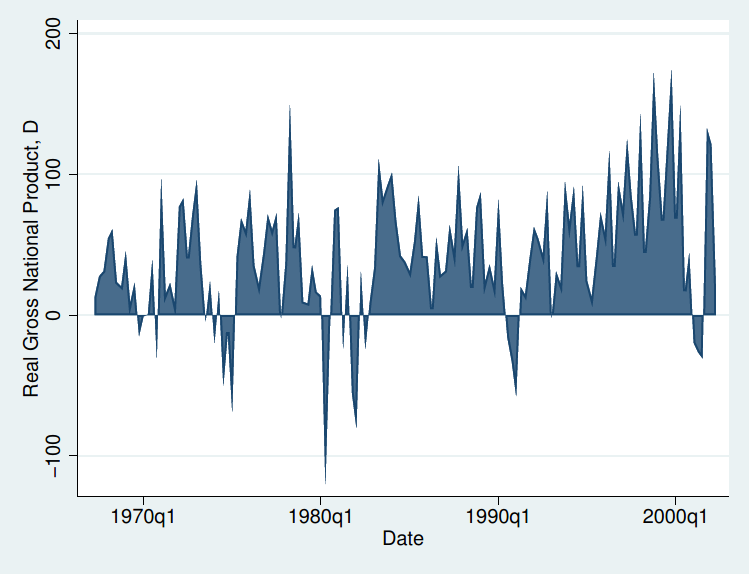 Real Gross National Product, D
200
100
0
−100
1970q1
1980q1
1990q1
2000q1
Date